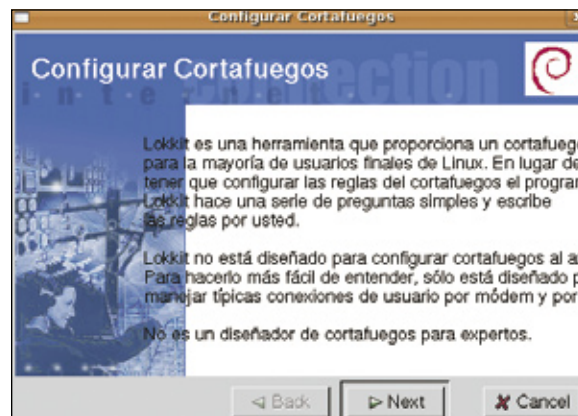 Configurar Cortafuegos
Configurar Cortafuegos
internet connection
Lokkit es una herramienta que proporciona un cortafueg
para la mayoría de usuarios finales de Linux. En lugar de
tener que configurar las reglas del cortafuegos el program
Lokkit hace una serie de preguntas simples y escribe
las reglas por usted.
Lokkit no está diseñado para configurar cortafuegos al a
Para hacerlo más fácil de entender, sólo está diseñado p
manejar típicas conexiones de usuario por módem y por
No es un diseñador de cortafuegos para expertos.
Back
Next
Cancel